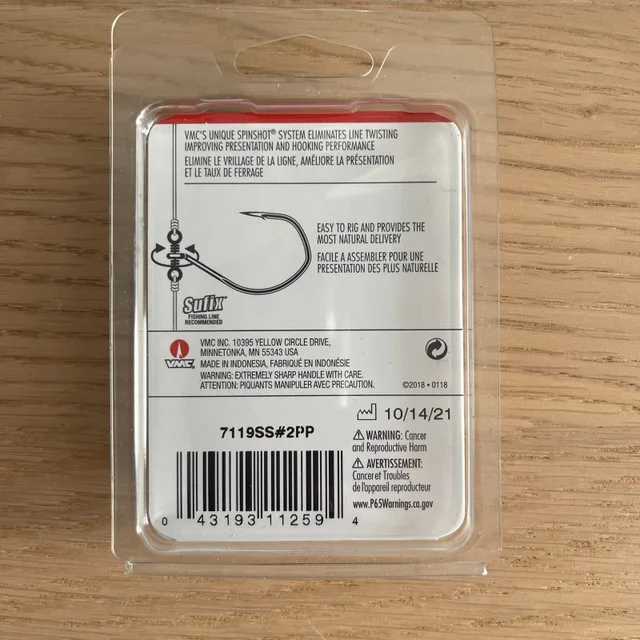 VMC'S UNIQUE SPINSHOT® SYSTEM ELIMINATES LINE TWISTING
IMPROVING PRESENTATION AND HOOKING PERFORMANCE
ELIMINE LE VRILLAGE DE LA LIGNE, AMÉLIORE LA PRÉSENTATION
ET LE TAUX DE FERRAGE
EASY TO RIG AND PROVIDES THE
MOST NATURAL DELIVERY
FACILE A ASSEMBLER POUR UNE
PRESENTATION DES PLUS NATURELLE
Sufix
FISHING LINE
RECOMMENDED
VMC
VMC INC. 10395 YELLOW CIRCLE DRIVE,
MINNETONKA, MN 55343 USA
MADE IN INDONESIA, FABRIQUÉ EN INDONÉSIE
WARNING: EXTREMELY SHARP HANDLE WITH CARE.
ATTENTION: PIQUANTS MANIPULER AVEC PRECAUTION.
©2018 • 0118
10/14/21
7119SS#2PP
WARNING: Cancer
and Reproductive Harm
AVERTISSEMENT:
Cancer et Troubles
de l'appareil reproducteur
www.P65Warnings.ca.gov
0 43193 11259 4